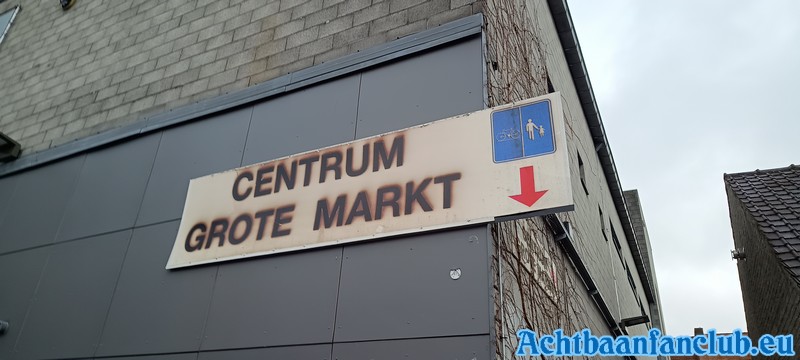 CENTRUM
GROTE MARKT
Achtbaanfanclub.eu